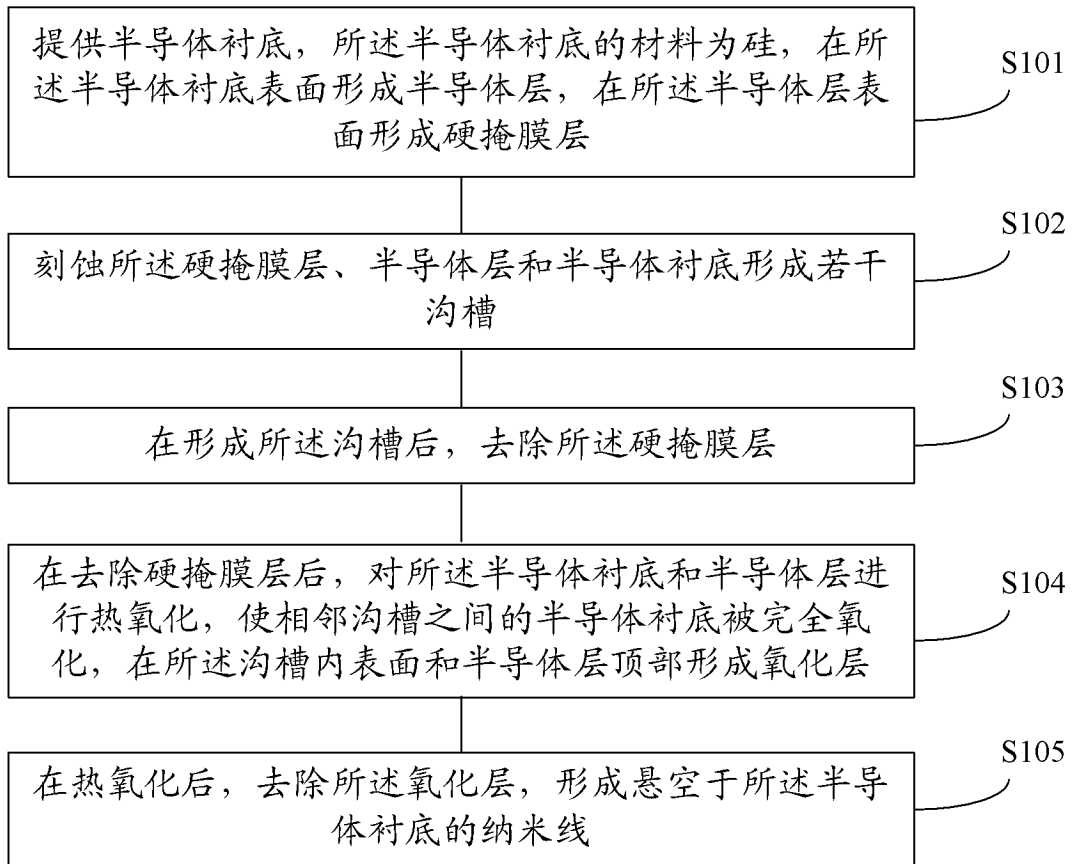 提供半导体衬底，所述半导体衬底的材料为硅，在所
述半导体衬底表面形成半导体层，在所述半导体层表
面形成硬掩膜层
S101
刻蚀所述硬掩膜层、半导体层和半导体衬底形成若干
沟槽
S102
在形成所述沟槽后，去除所述硬掩膜层
S103
在去除硬掩膜层后，对所述半导体衬底和半导体层进
行热氧化，使相邻沟槽之间的半导体衬底被完全氧
化，在所述沟槽内表面和半导体层顶部形成氧化层
S104
在热氧化后，去除所述氧化层，形成悬空于所述半导
体衬底的纳米线
S105